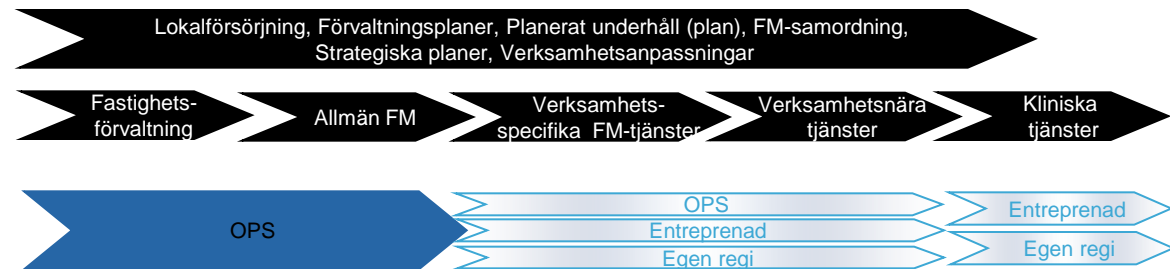 Lokalförsörjning, Förvaltningsplaner, Planerat underhåll (plan), FM-samordning,
Strategiska planer, Verksamhetsanpassningar
Fastighets-
förvaltning
Allmän FM
Verksamhets-
specifika FM-tjänster
Verksamhetsnära
tjänster
Kliniska
tjänster
OPS
OPS
Entreprenad
Egen regi
Entreprenad
Egen regi